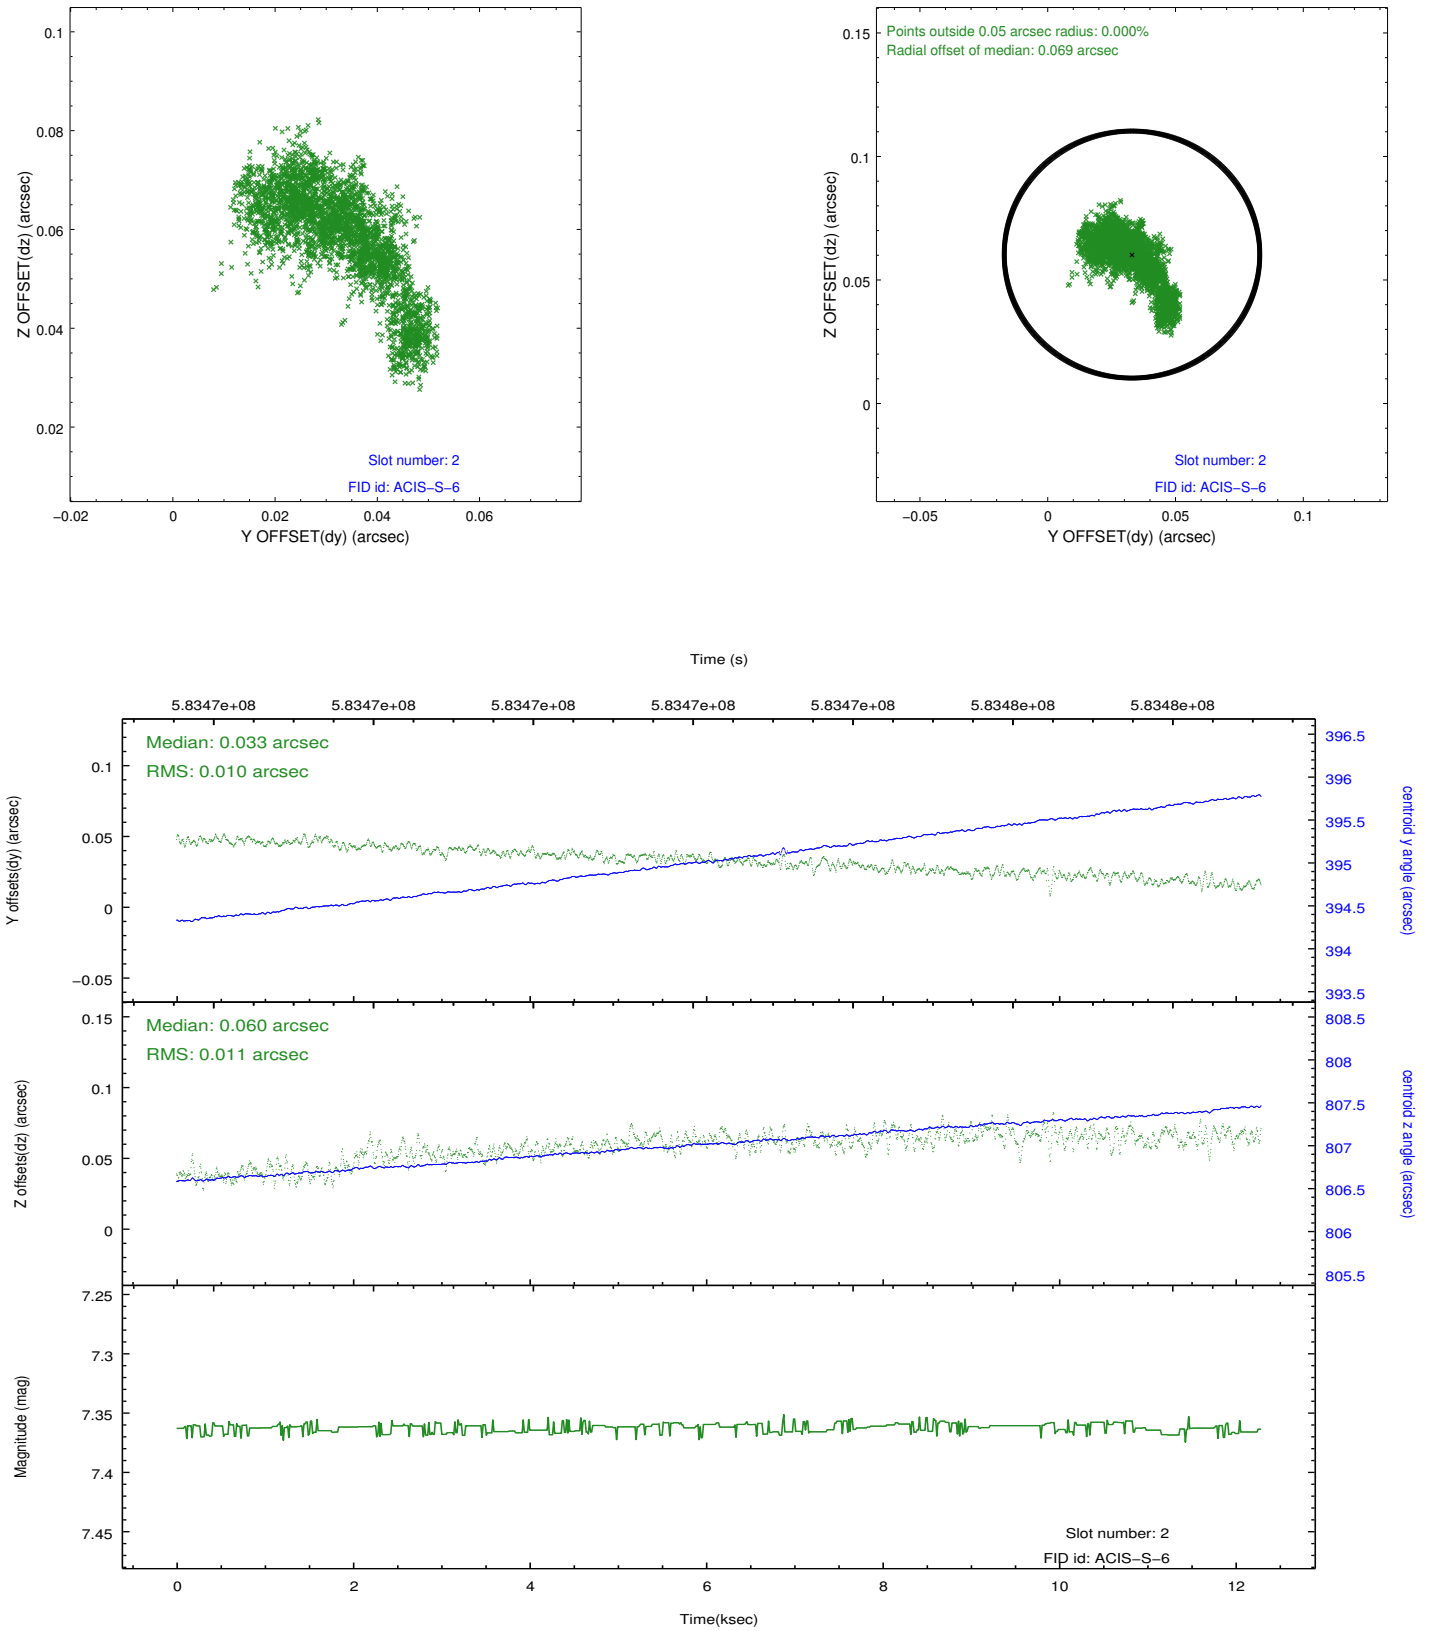 0.1
0.08
0.06
0.04
0.02
Z OFFSET(dz) (arcsec)
Slot number: 2
FID id: ACIS−S−6
−0.02 0 0.02 0.04 0.06
Y OFFSET(dy) (arcsec)
Points outside 0.05 arcsec radius: 0.000%
Radial offset of median: 0.069 arcsec
0.15
0.1
0.05
0
Z OFFSET(dz) (arcsec)
Slot number: 2
FID id: ACIS−S−6
−0.05 0 0.05 0.1
Y OFFSET(dy) (arcsec)
Time (s)
5.8347e+08 5.8347e+08 5.8347e+08 5.8347e+08 5.8347e+08 5.8348e+08 5.8348e+08
Median: 0.033 arcsec
RMS: 0.010 arcsec
0.1
0.05
0
−0.05
Y offsets(dy) (arcsec)
396.5
396
395.5
395
394.5
394
393.5
centroid y angle (arcsec)
Median: 0.060 arcsec
RMS: 0.011 arcsec
0.15
0.1
0.05
0
Z offsets(dz) (arcsec)
808.5
808
807.5
807
806.5
806
805.5
centroid z angle (arcsec)
7.25
7.3
7.35
7.4
7.45
Magnitude (mag)
Slot number: 2
FID id: ACIS−S−6
0 2 4 6 8 10 12
Time(ksec)